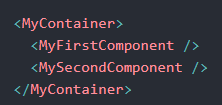 <MyContainer>
  <MyFirstComponent />
  <MySecondComponent />
</MyContainer>